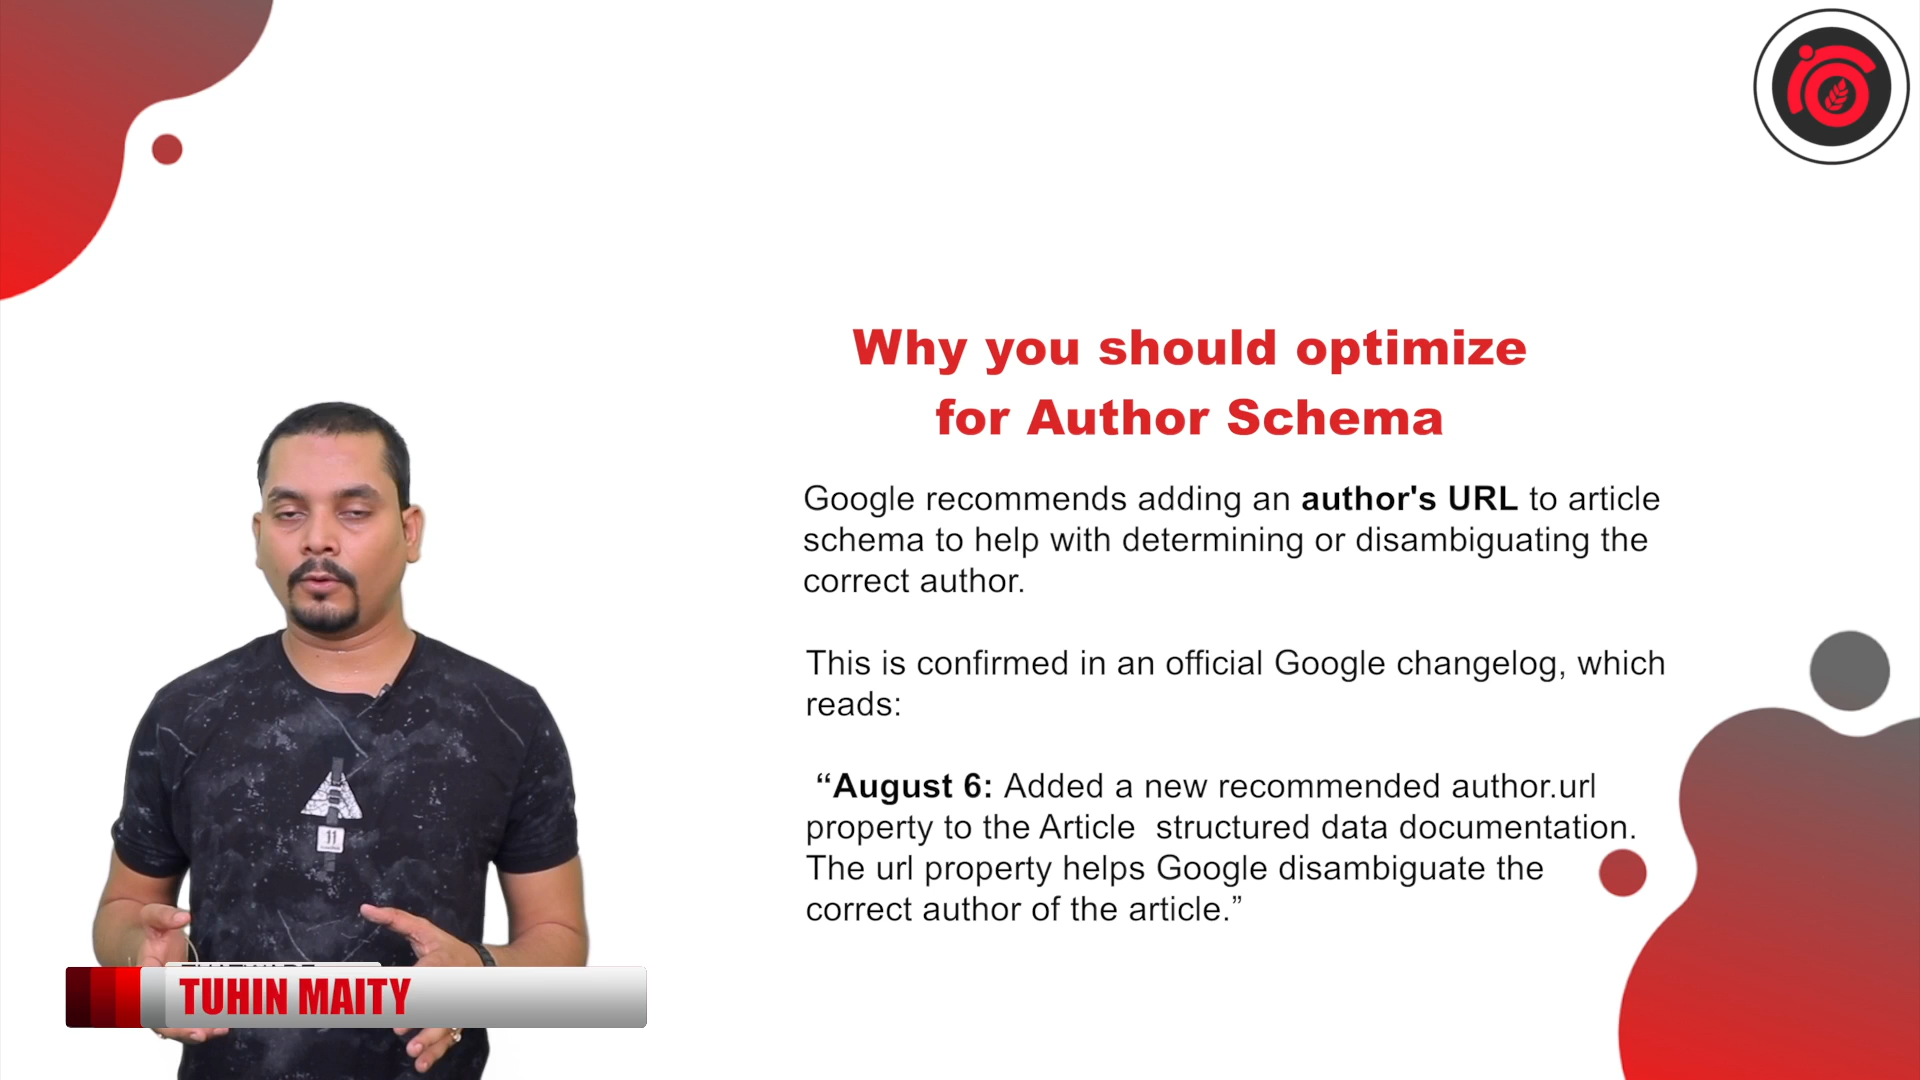 Why you should optimize
for Author Schema
Google recommends adding an author's URL to article
schema to help with determining or disambiguating the
correct author.
This is confirmed in an official Google changelog, which
reads:
“August 6: Added a new recommended author.url
property to the Article structured data documentation.
The url property helps Google disambiguate the
correct author of the article.”
11
TUHIN MAITY